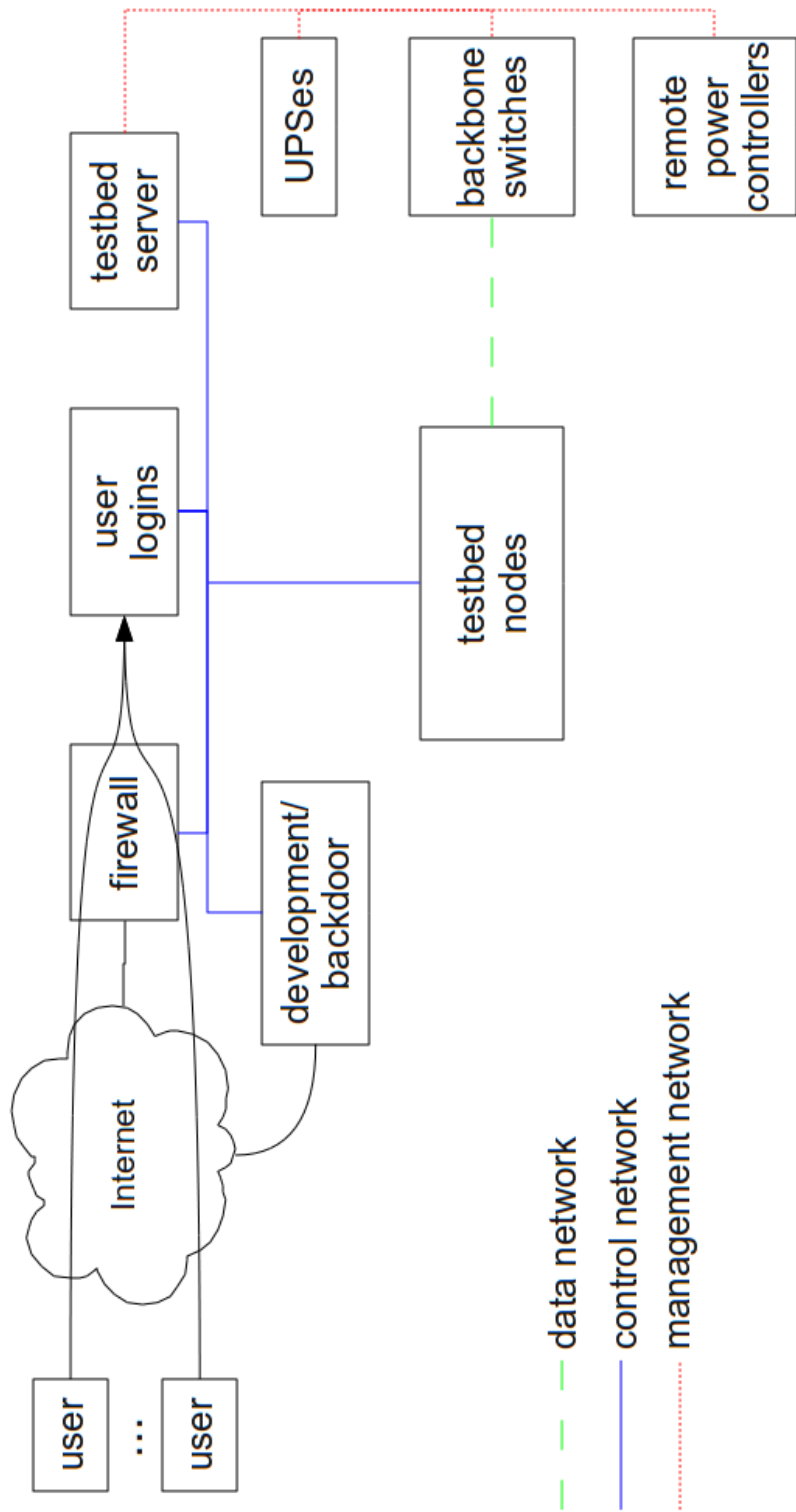 user
...
user
Internet
firewall
user
logins
testbed
server
development/
backdoor
testbed
nodes
UPSes
backbone
switches
remote
power
controllers
data network
control network
management network